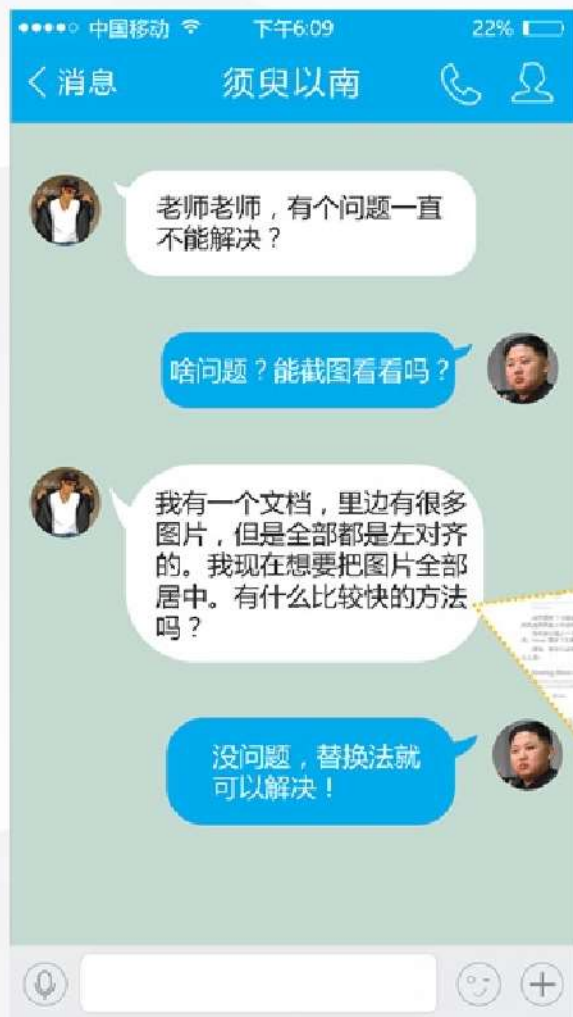 中国移动 下午6:09 22%
消息 须臾以南
老师老师，有个问题一直
不能解决？
啥问题？能截图看看吗？
我有一个文档，里边有很多
图片，但是全部都是左对齐
的。我现在想要把图片全部
居中。有什么比较快的方法
吗？
没问题，替换法就
可以解决！